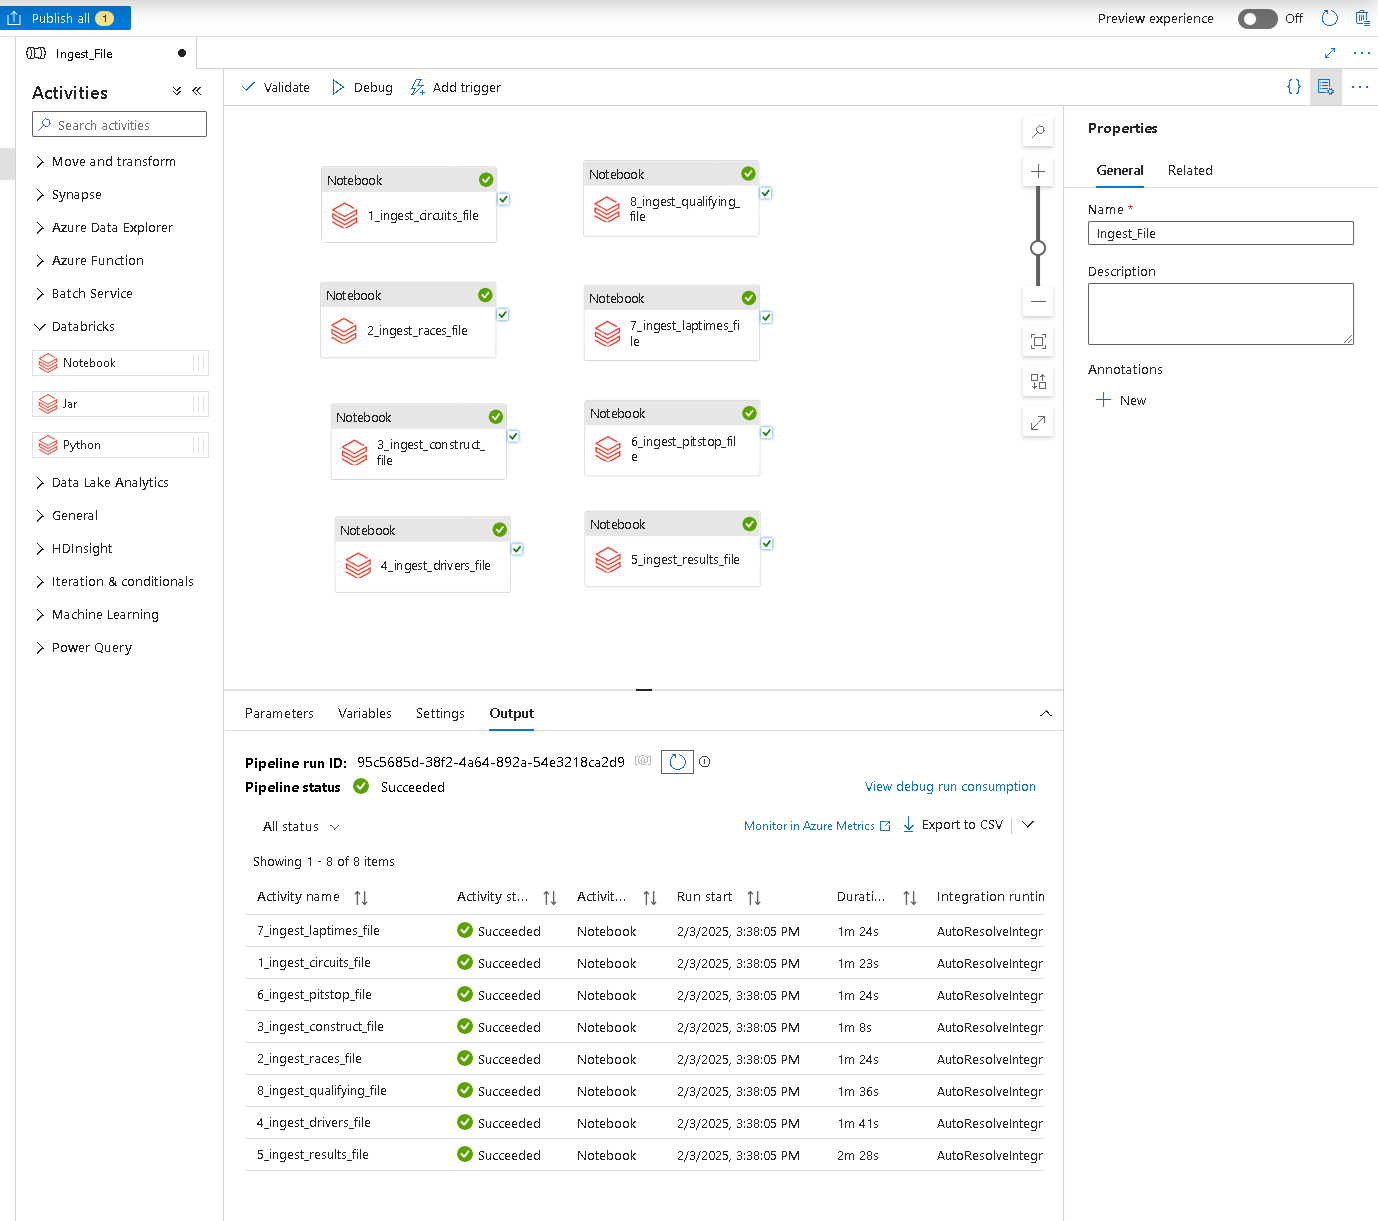 Publish all 1
Preview experience Off
Ingest_File
Activities
Validate Debug Add trigger
{}
Search activities
Move and transform
Synapse
Azure Data Explorer
Azure Function
Batch Service
Databricks
Notebook
Jar
Python
Data Lake Analytics
General
HDInsight
Iteration & conditionals
Machine Learning
Power Query
Notebook
1_ingest_circuits_file
Notebook
8_ingest_qualifying_
file
Notebook
2_ingest_races_file
Notebook
7_ingest_laptimes_fi
le
Notebook
3_ingest_construct_
file
Notebook
6_ingest_pitstop_fil
e
Notebook
4_ingest_drivers_file
Notebook
5_ingest_results_file
Properties
General Related
Name *
Ingest_File
Description
Annotations
New
Parameters Variables Settings Output
Pipeline run ID: 95c5685d-38f2-4a64-892a-54e3218ca2d9
Pipeline status Succeeded
View debug run consumption
All status
Monitor in Azure Metrics Export to CSV
Showing 1 - 8 of 8 items
Activity name Activity st... Activit... Run start Durati... Integration runtin
7_ingest_laptimes_file Succeeded Notebook 2/3/2025, 3:38:05 PM 1m 24s AutoResolveIntegr
1_ingest_circuits_file Succeeded Notebook 2/3/2025, 3:38:05 PM 1m 23s AutoResolveIntegr
6_ingest_pitstop_file Succeeded Notebook 2/3/2025, 3:38:05 PM 1m 24s AutoResolveIntegr
3_ingest_construct_file Succeeded Notebook 2/3/2025, 3:38:05 PM 1m 8s AutoResolveIntegr
2_ingest_races_file Succeeded Notebook 2/3/2025, 3:38:05 PM 1m 24s AutoResolveIntegr
8_ingest_qualifying_file Succeeded Notebook 2/3/2025, 3:38:05 PM 1m 36s AutoResolveIntegr
4_ingest_drivers_file Succeeded Notebook 2/3/2025, 3:38:05 PM 1m 41s AutoResolveIntegr
5_ingest_results_file Succeeded Notebook 2/3/2025, 3:38:05 PM 2m 28s AutoResolveIntegr